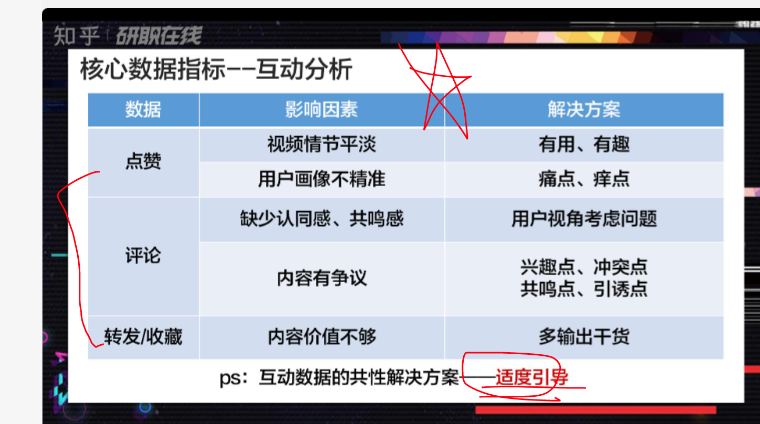 知乎 研职在线
核心数据指标--互动分析
数据 影响因素 解决方案
点赞 视频情节平淡 有用、有趣
用户画像不精准 痛点、痒点
评论 缺少认同感、共鸣感 用户视角考虑问题
内容有争议 兴趣点、冲突点
共鸣点、引诱点
转发/收藏 内容价值不够 多输出干货
ps：互动数据的共性解决方案——适度引导